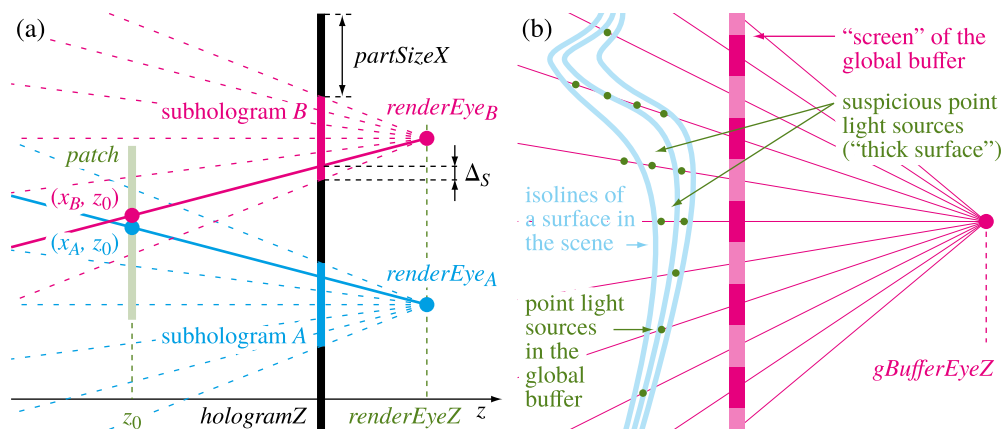 (a)
partSizeX
subhologram B
renderEye_B
patch
(x_B, z_0)
Δ_S
(x_A, z_0)
renderEye_A
subhologram A
z_0
hologramZ
renderEyeZ
z
(b)
“screen” of the
global buffer
suspicious point
light sources
(“thick surface”)
isolines of
a surface in
the scene
point light
sources
in the
global
buffer
gBufferEyeZ